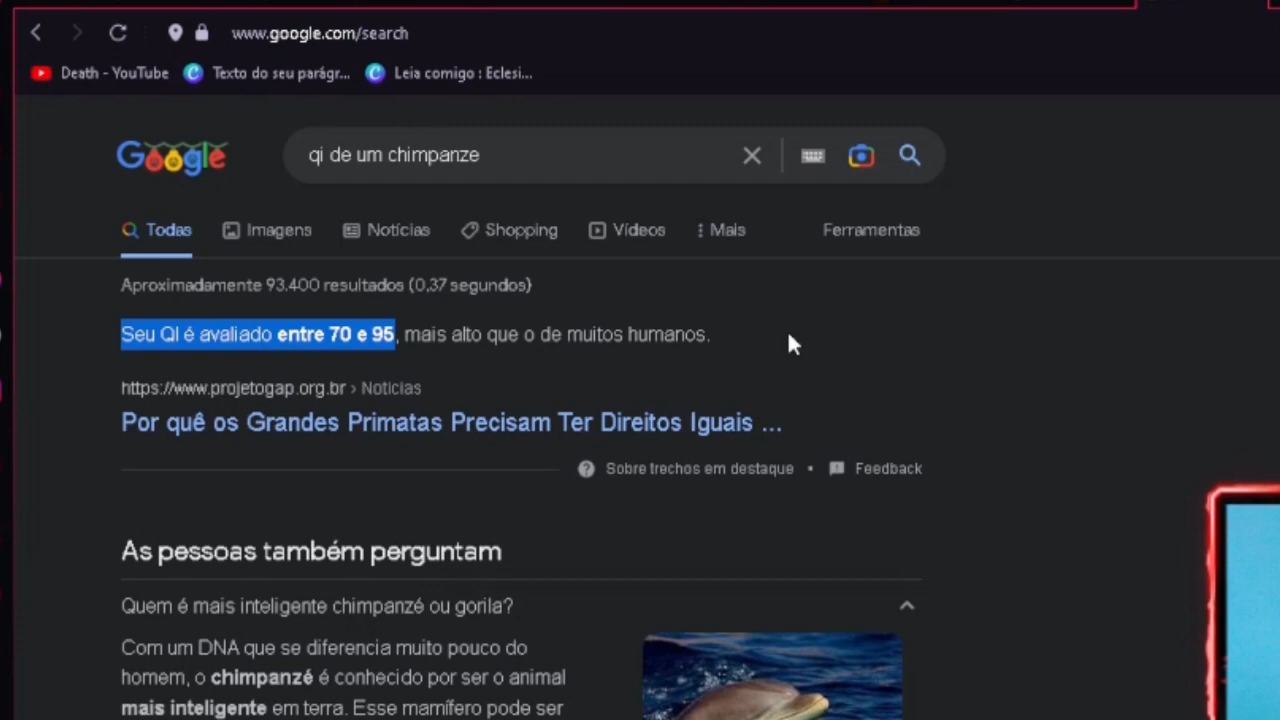 www.google.com/search
Death - YouTube Texto do seu parágr... Leia comigo : Eclesi...
Google qi de um chimpanze
Todas Imagens Notícias Shopping Vídeos Mais Ferramentas
Aproximadamente 93.400 resultados (0,37 segundos)
Seu QI é avaliado entre 70 e 95, mais alto que o de muitos humanos.
https://www.projetogap.org.br › Noticias
Por quê os Grandes Primatas Precisam Ter Direitos Iguais ...
Sobre trechos em destaque • Feedback
As pessoas também perguntam
Quem é mais inteligente chimpanzé ou gorila?
Com um DNA que se diferencia muito pouco do
homem, o chimpanzé é conhecido por ser o animal
mais inteligente em terra. Esse mamífero pode ser